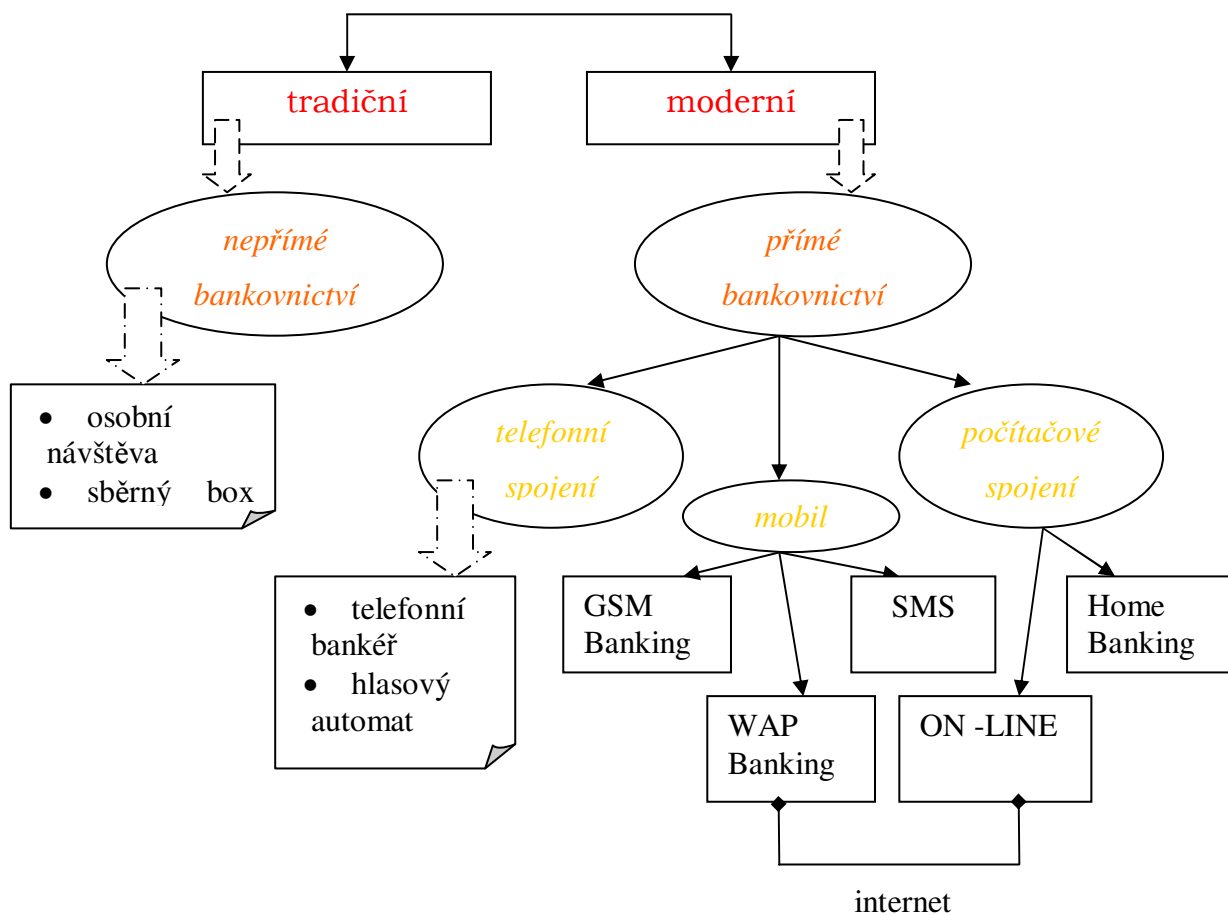 tradiční
moderní
nepřímé
bankovnictví
přímé
bankovnictví
• osobní
návštěva
• sběrný box
telefonní
spojení
mobil
počítačové
spojení
• telefonní
bankéř
• hlasový
automat
GSM
Banking
SMS
Home
Banking
WAP
Banking
ON -LINE
internet